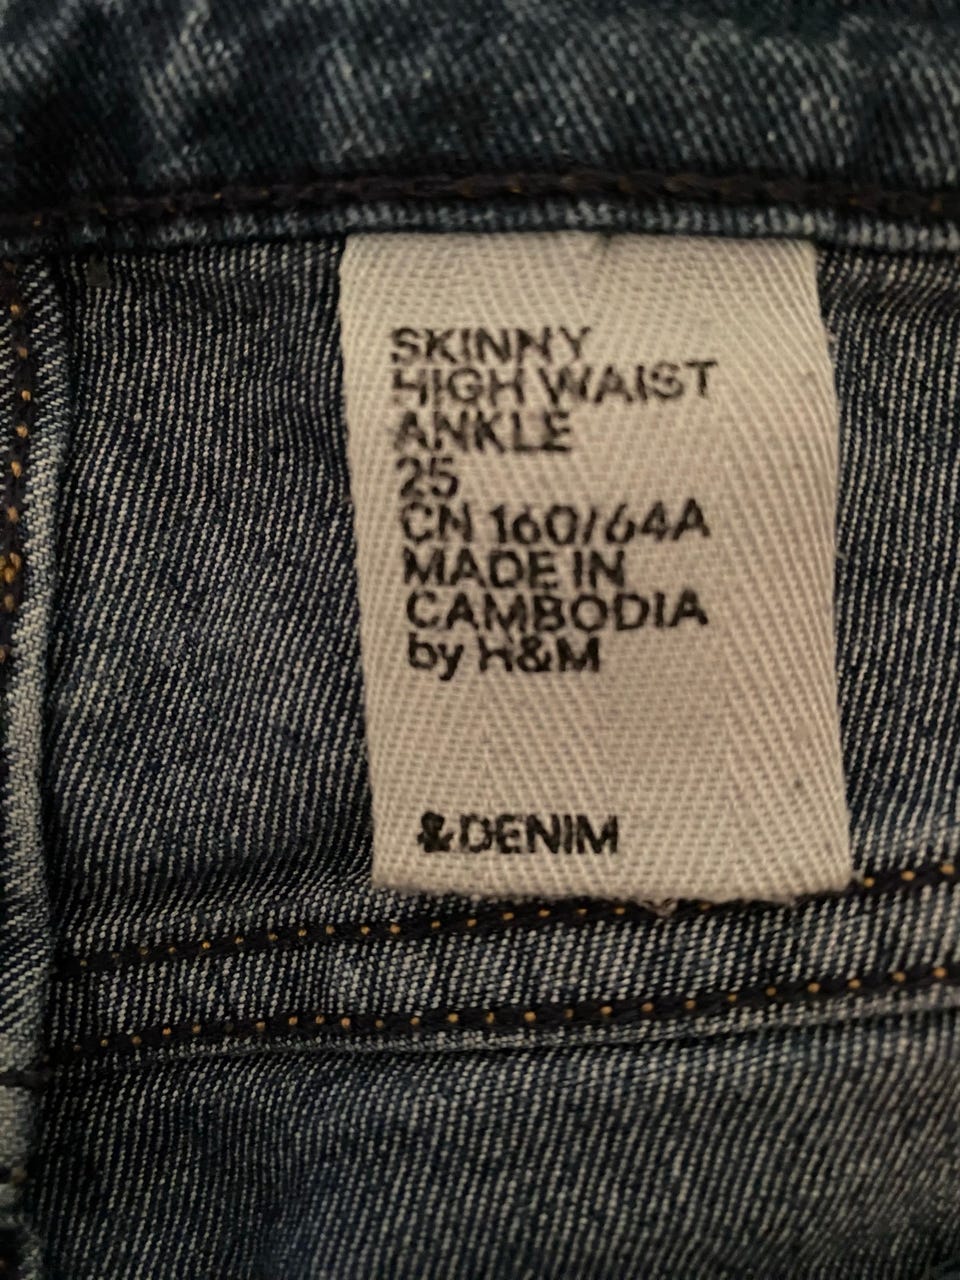 SKINNY
HIGH WAIST
ANKLE
25
CN 160/64A
MADE IN
CAMBODIA
by H&M
&DENIM